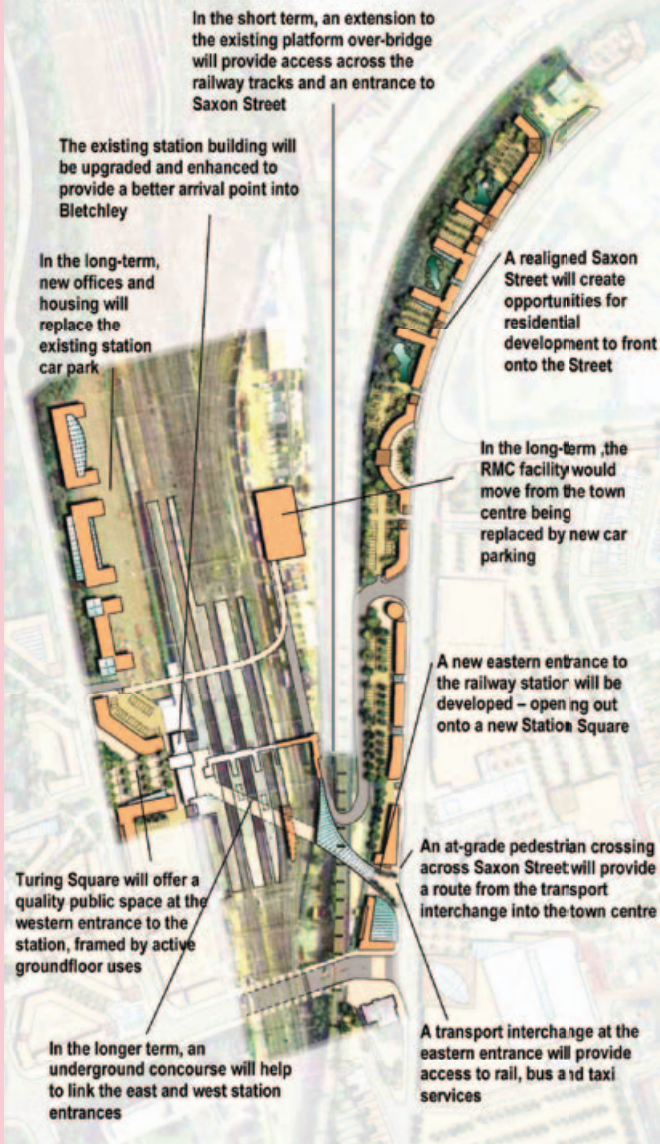 In the short term, an extension to
the existing platform over-bridge
will provide access across the
railway tracks and an entrance to
Saxon Street
The existing station building will
be upgraded and enhanced to
provide a better arrival point into
Bletchley
In the long-term,
new offices and
housing will
replace the
existing station
car park
A realigned Saxon
Street will create
opportunities for
residential
development to front
onto the Street
In the long-term ,the
RMC facility would
move from the town
centre being
replaced by new car
parking
A new eastern entrance to
the railway station will be
developed – opening out
onto a new Station Square
An at-grade pedestrian crossing
across Saxon Street will provide
a route from the transport
interchange into the town centre
Turing Square will offer a
quality public space at the
western entrance to the
station, framed by active
groundfloor uses
In the longer term, an
underground concourse will help
to link the east and west station
entrances
A transport interchange at the
eastern entrance will provide
access to rail, bus and taxi
services